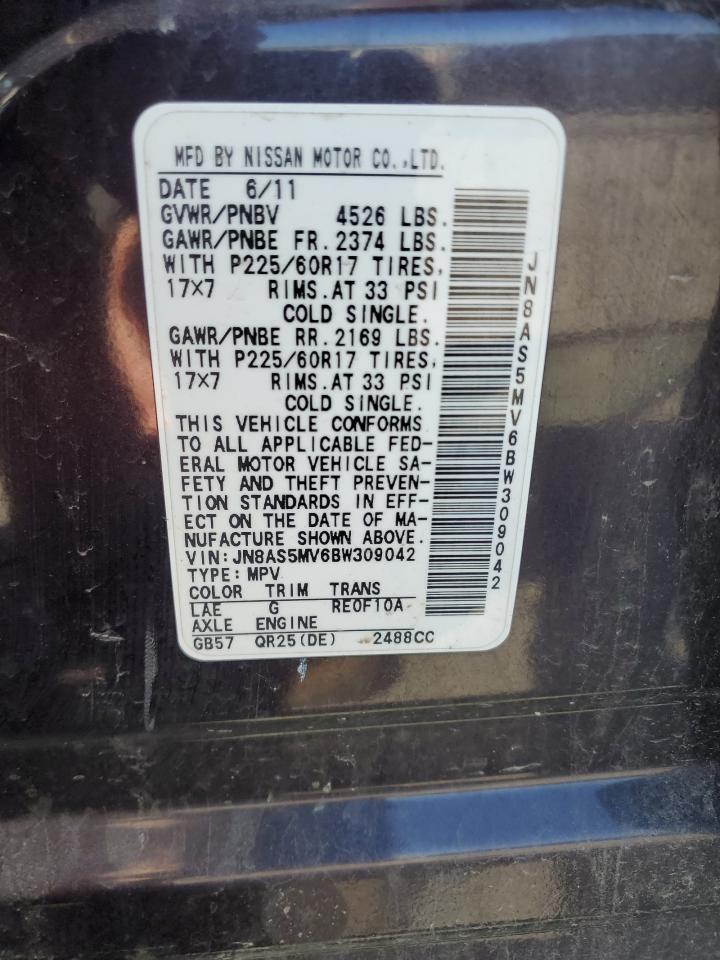 MFD BY NISSAN MOTOR CO.,LTD.
DATE 6/11
GVWR/PNBV 4526 LBS.
GAWR/PNBE FR. 2374 LBS.
WITH P225/60R17 TIRES,
17×7 RIMS.AT 33 PSI
COLD SINGLE.
GAWR/PNBE RR. 2169 LBS.
WITH P225/60R17 TIRES,
17×7 RIMS.AT 33 PSI
COLD SINGLE.
THIS VEHICLE CONFORMS
TO ALL APPLICABLE FED-
ERAL MOTOR VEHICLE SA-
FETY AND THEFT PREVEN-
TION STANDARDS IN EFF-
ECT ON THE DATE OF MA-
NUFACTURE SHOWN ABOVE.
VIN: JN8AS5MV6BW309042
TYPE: MPV
COLOR TRIM TRANS
LAE G RE0F10A
AXLE ENGINE
GB57 QR25(DE) 2488CC
JN8AS5MV6BW309042